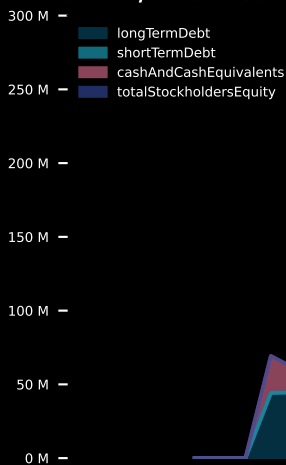 300 M
longTermDebt
shortTermDebt
cashAndCashEquivalents
totalStockholdersEquity
250 M
200 M
150 M
100 M
50 M
0 M